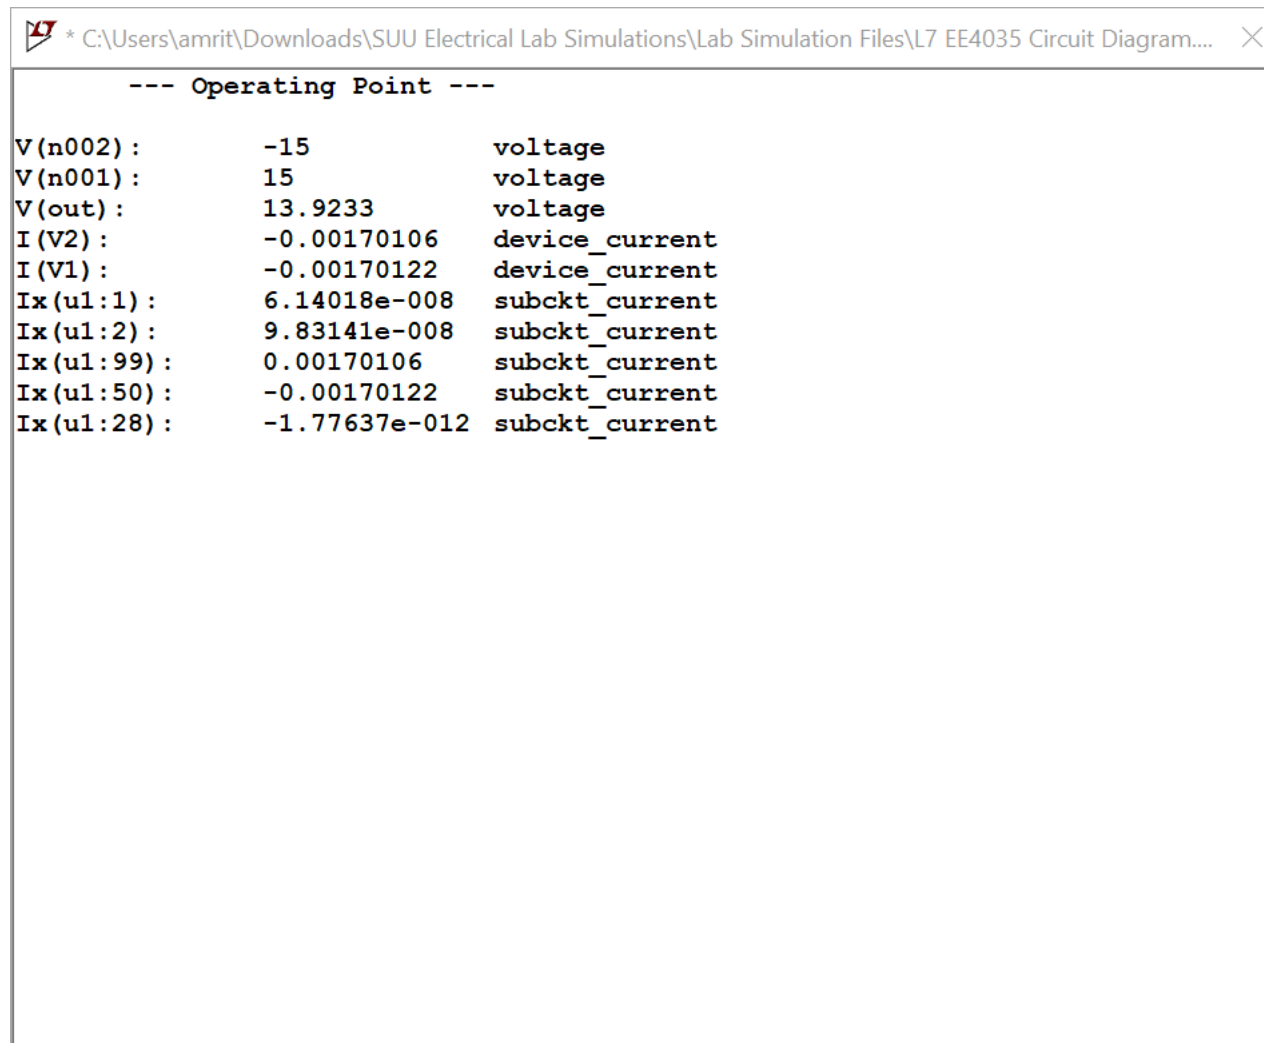 * C:\Users\amrit\Downloads\SUU Electrical Lab Simulations\Lab Simulation Files\L7 EE4035 Circuit Diagram....
--- Operating Point ---
V(n002): -15 voltage
V(n001): 15 voltage
V(out): 13.9233 voltage
I(V2): -0.00170106 device_current
I(V1): -0.00170122 device_current
Ix(u1:1): 6.14018e-008 subckt_current
Ix(u1:2): 9.83141e-008 subckt_current
Ix(u1:99): 0.00170106 subckt_current
Ix(u1:50): -0.00170122 subckt_current
Ix(u1:28): -1.77637e-012 subckt_current